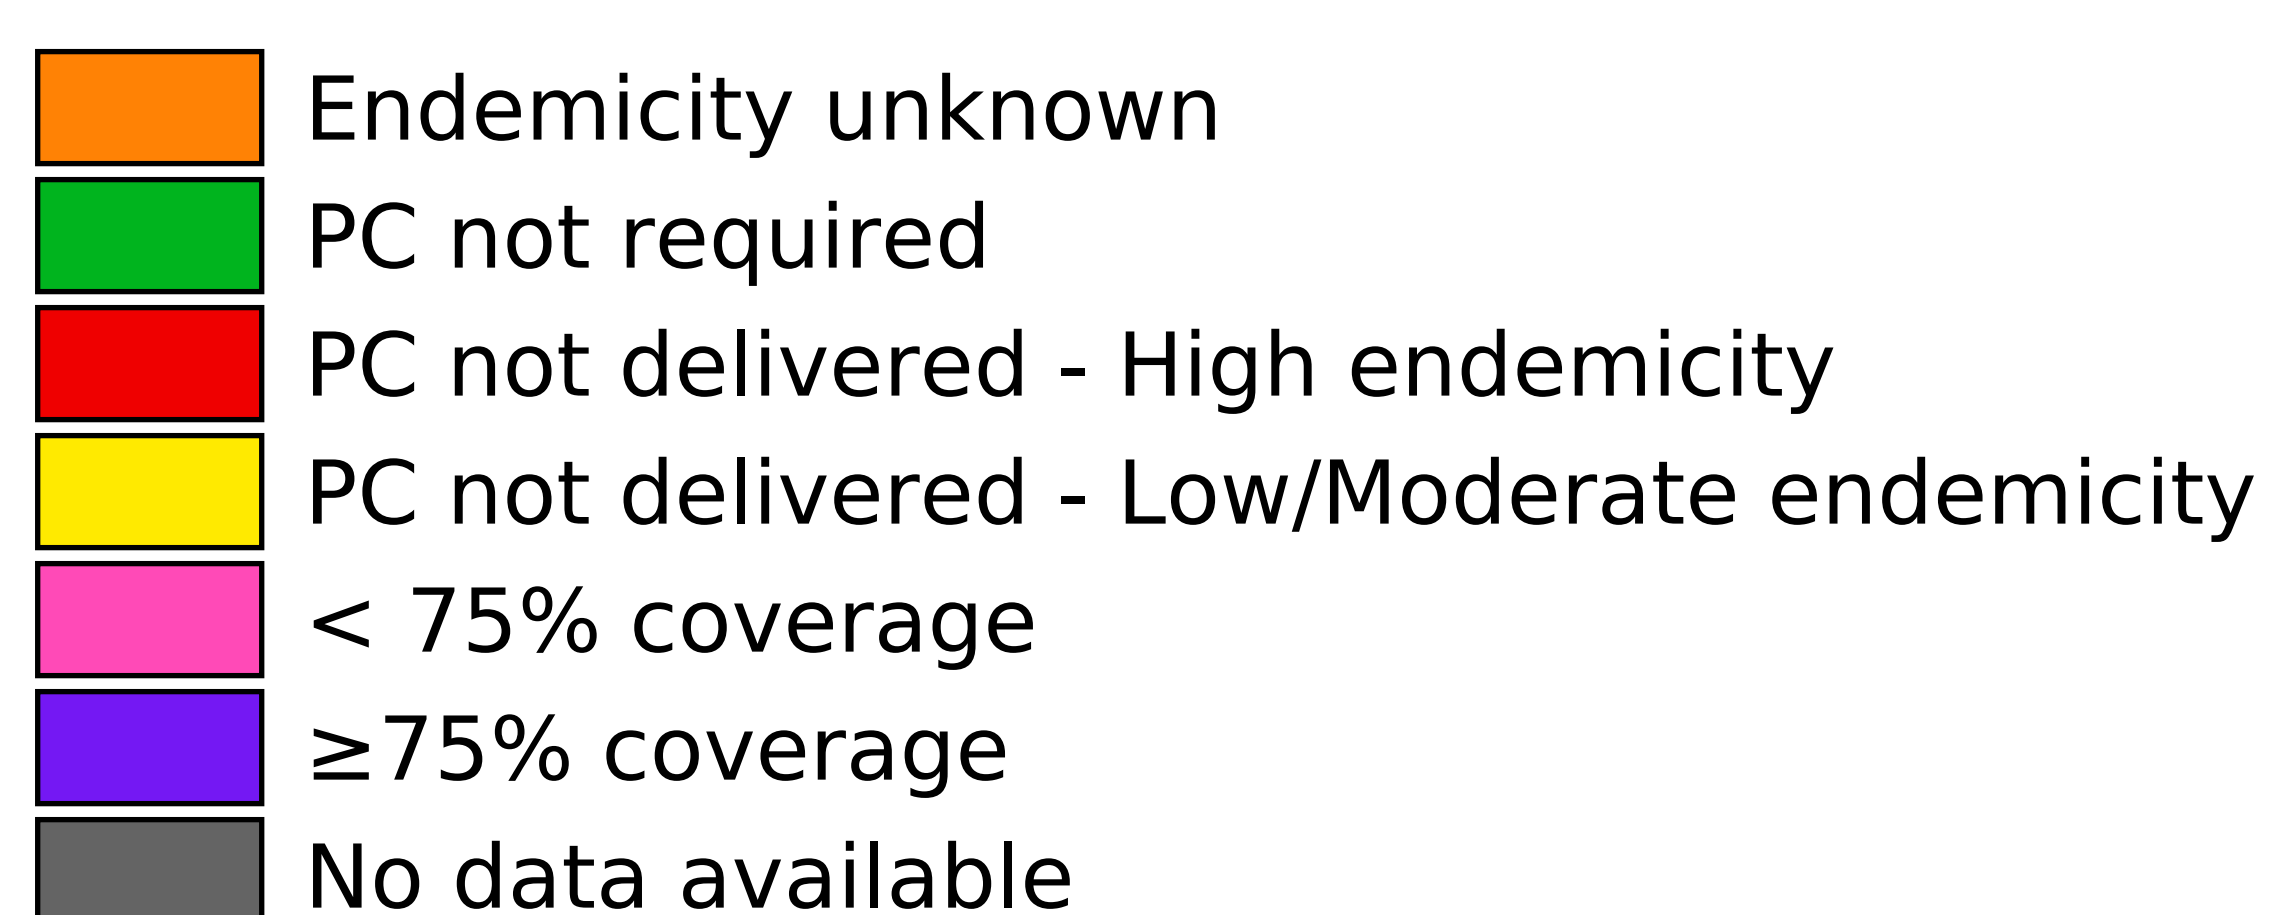 Endemicity unknown
PC not required
PC not delivered - High endemicity
PC not delivered - Low/Moderate endemicity
< 75% coverage
≥75% coverage
No data available